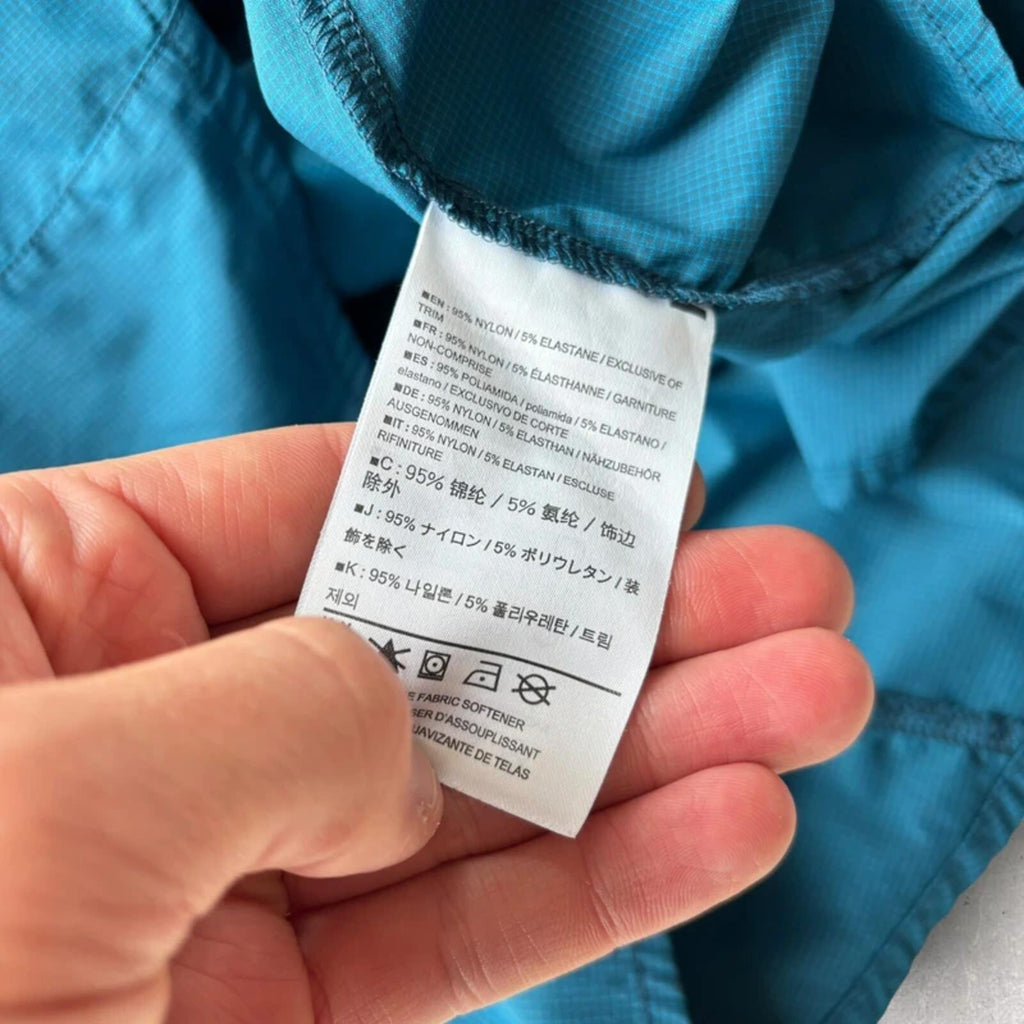 ■EN : 95% NYLON / 5% ELASTANE / EXCLUSIVE OF
TRIM
■FR : 95% NYLON / 5% ÉLASTHANNE / GARNITURE
NON-COMPRISE
■ES : 95% POLIAMIDA / poliamida / 5% ELASTANO /
elastano / EXCLUSIVO DE CORTE
■DE : 95% NYLON / 5% ELASTHAN / NÄHZUBEHÖR
AUSGENOMMEN
■IT : 95% NYLON / 5% ELASTAN / ESCLUSE
RIFINITURE
■C : 95% 锦纶 / 5% 氨纶 / 饰边
除外
■J : 95% ナイロン / 5% ポリウレタン / 装
飾を除く
■K : 95% 나일론 / 5% 폴리우레탄 / 트림
제외
FABRIC SOFTENER
D'ASSOUPLISSANT
DE TELAS